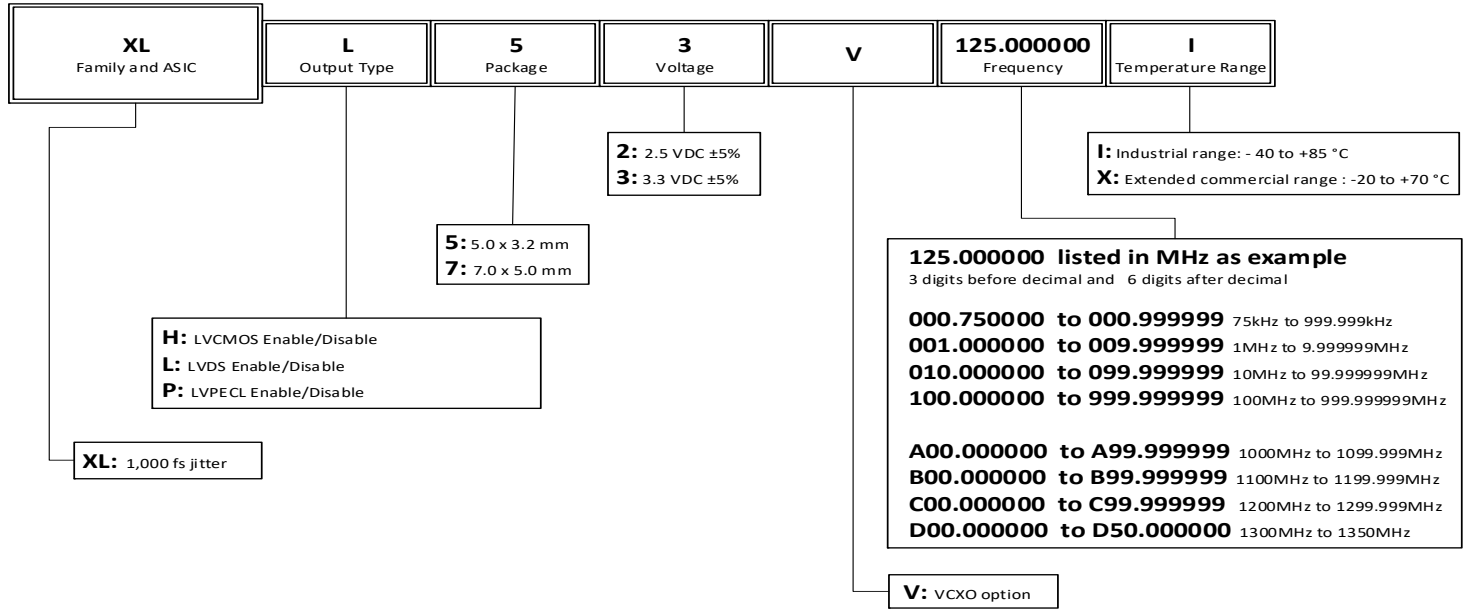 XL
Family and ASIC
L
Output Type
5
Package
3
Voltage
V
125.000000
Frequency
I
Temperature Range
2: 2.5 VDC ±5%
3: 3.3 VDC ±5%
I: Industrial range: - 40 to +85 °C
X: Extended commercial range : -20 to +70 °C
5: 5.0 x 3.2 mm
7: 7.0 x 5.0 mm
125.000000 listed in MHz as example
3 digits before decimal and 6 digits after decimal
000.750000 to 000.999999 75kHz to 999.999kHz
001.000000 to 009.999999 1MHz to 9.999999MHz
010.000000 to 099.999999 10MHz to 99.999999MHz
100.000000 to 999.999999 100MHz to 999.999999MHz
A00.000000 to A99.999999 1000MHz to 1099.999MHz
B00.000000 to B99.999999 1100MHz to 1199.999MHz
C00.000000 to C99.999999 1200MHz to 1299.999MHz
D00.000000 to D50.000000 1300MHz to 1350MHz
H: LVCMOS Enable/Disable
L: LVDS Enable/Disable
P: LVPECL Enable/Disable
XL: 1,000 fs jitter
V: VCXO option